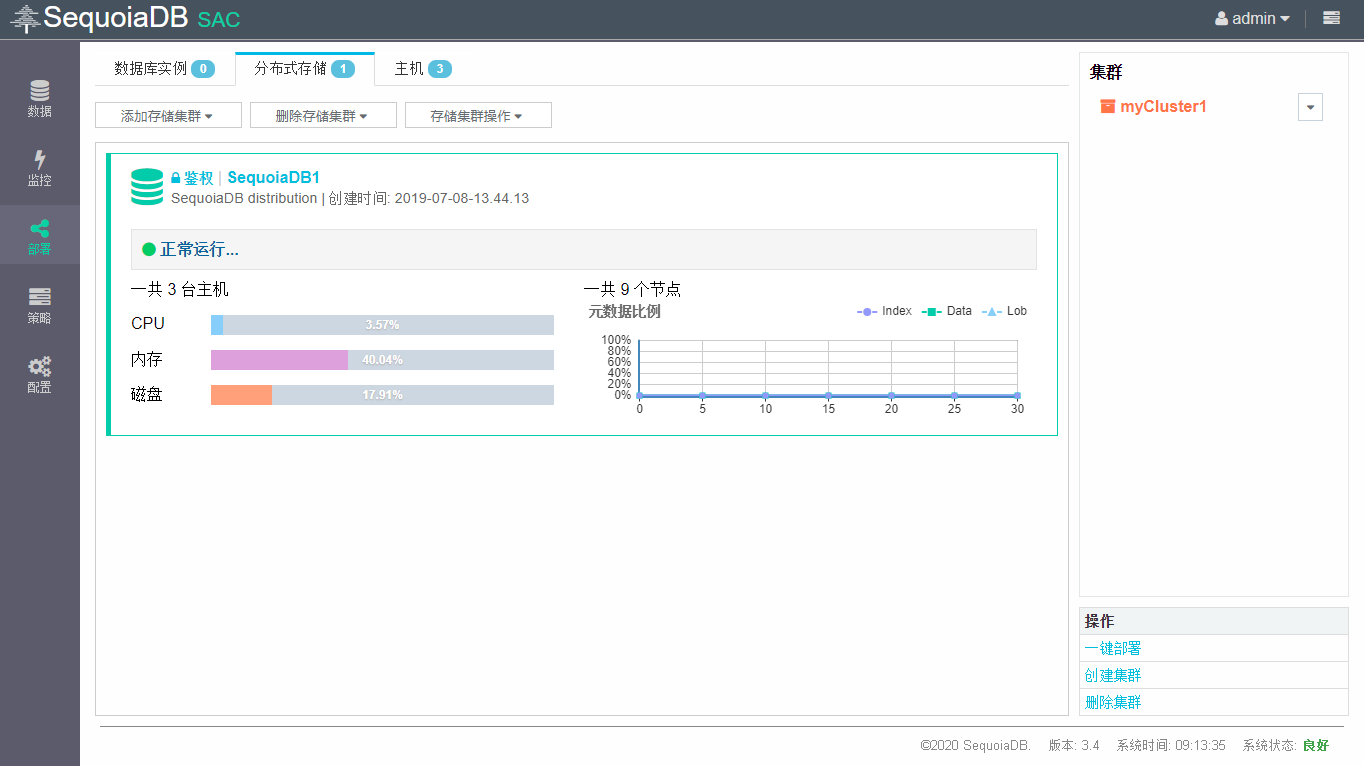 SequoiaDB SAC
admin
数据
监控
部署
策略
配置
数据库实例 0
分布式存储 1
主机 3
添加存储集群
删除存储集群
存储集群操作
鉴权 | SequoiaDB1
SequoiaDB distribution | 创建时间: 2019-07-08-13.44.13
正常运行...
一共 3 台主机
CPU 3.57%
内存 40.04%
磁盘 17.91%
一共 9 个节点
元数据比例
Index Data Lob
100%
80%
60%
40%
20%
0%
0 5 10 15 20 25 30
集群
myCluster1
操作
一键部署
创建集群
删除集群
©2020 SequoiaDB. 版本: 3.4 系统时间: 09:13:35 系统状态: 良好